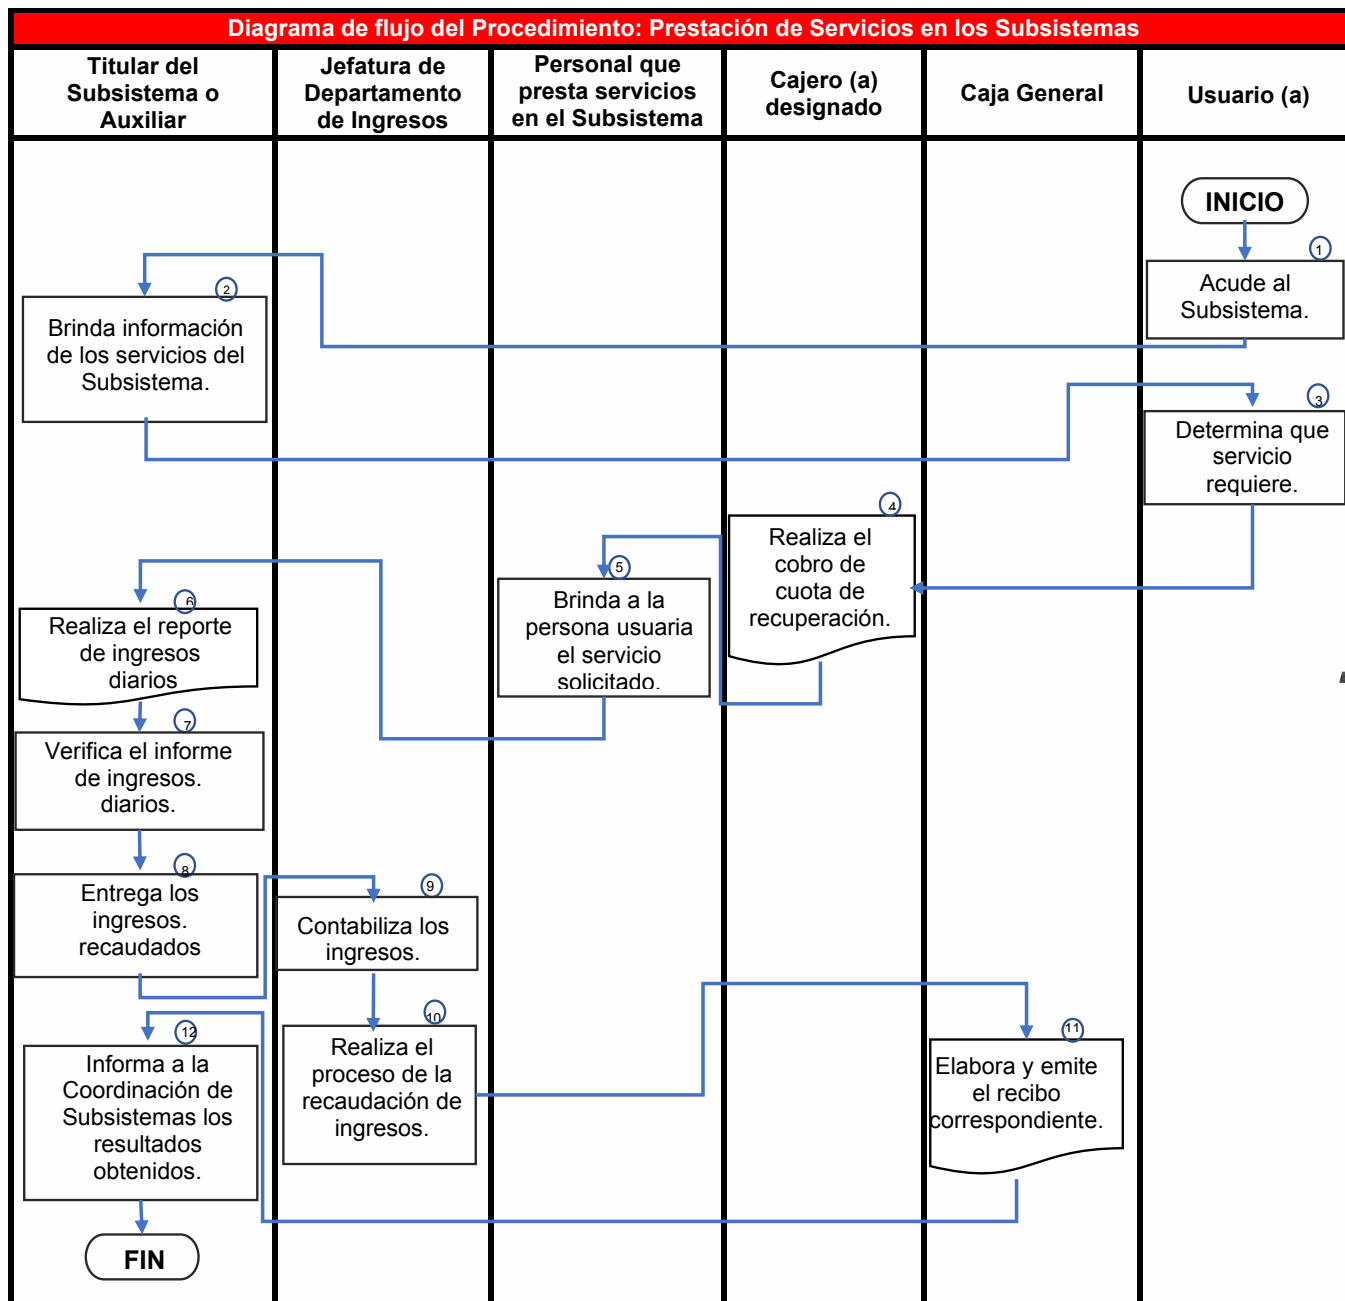 Diagrama de flujo del Procedimiento: Prestación de Servicios en los Subsistemas
Titular del
Subsistema o
Auxiliar
Jefatura de
Departamento
de Ingresos
Personal que
presta servicios
en el Subsistema
Cajero (a)
designado
Caja General
Usuario (a)
INICIO
1
Acude al
Subsistema.
2
Brinda información
de los servicios del
Subsistema.
3
Determina que
servicio
requiere.
4
Realiza el
cobro de
cuota de
recuperación.
5
Brinda a la
persona usuaria
el servicio
solicitado.
6
Realiza el reporte
de ingresos
diarios
7
Verifica el informe
de ingresos.
diarios.
8
Entrega los
ingresos.
recaudados
9
Contabiliza los
ingresos.
10
Realiza el
proceso de la
recaudación de
ingresos.
11
Elabora y emite
el recibo
correspondiente.
12
Informa a la
Coordinación de
Subsistemas los
resultados
obtenidos.
FIN